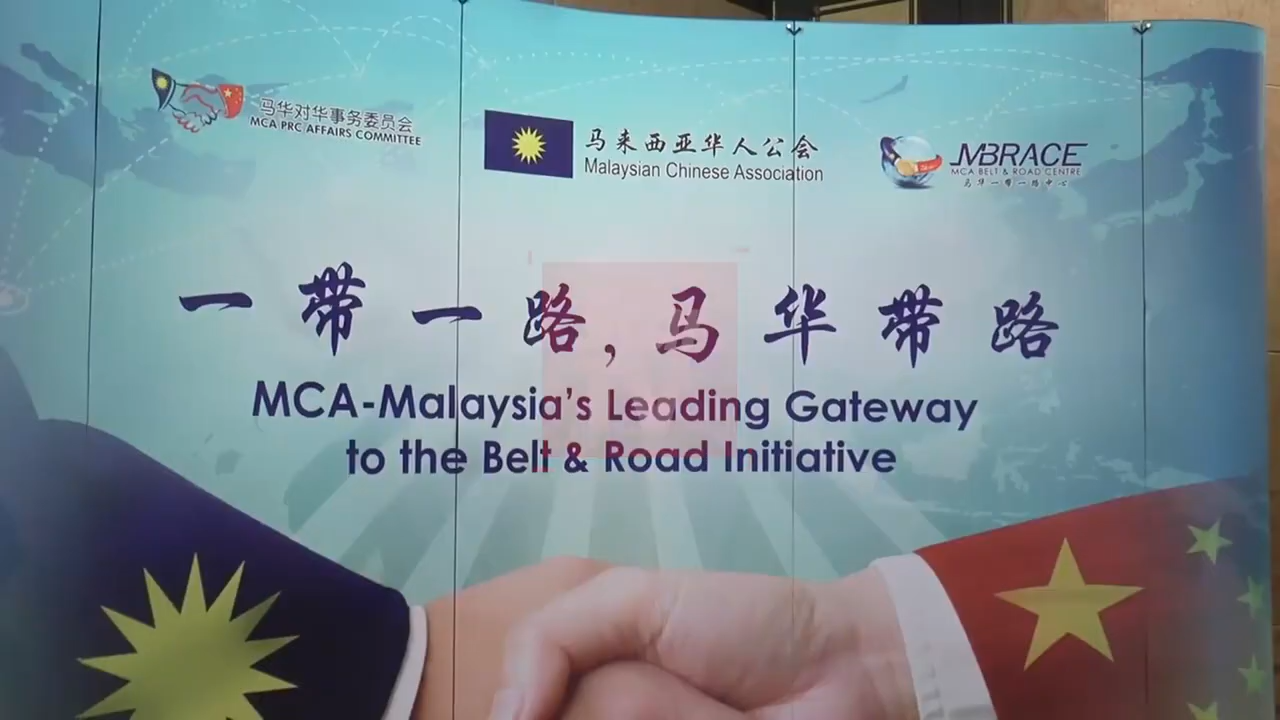 马华对华事务委员会
MCA PRC AFFAIRS COMMITTEE
马来西亚华人公会
Malaysian Chinese Association
MBRACE
MCA BELT & ROAD CENTRE
马华一带一路中心
一带一路，马华带路
MCA-Malaysia's Leading Gateway
to the Belt & Road Initiative